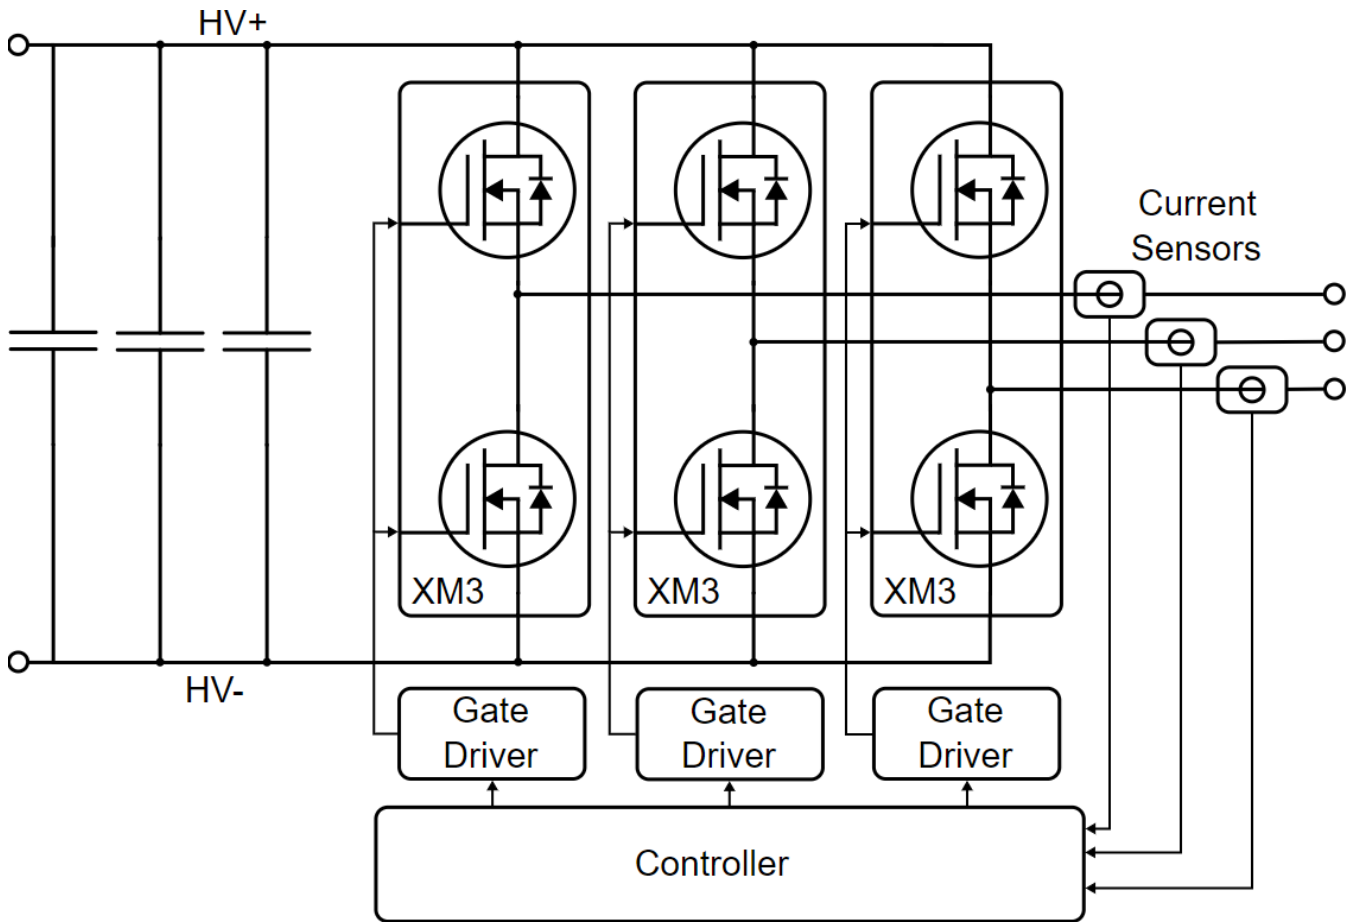 HV+
Current
Sensors
XM3
XM3
XM3
HV-
Gate
Driver
Gate
Driver
Gate
Driver
Controller